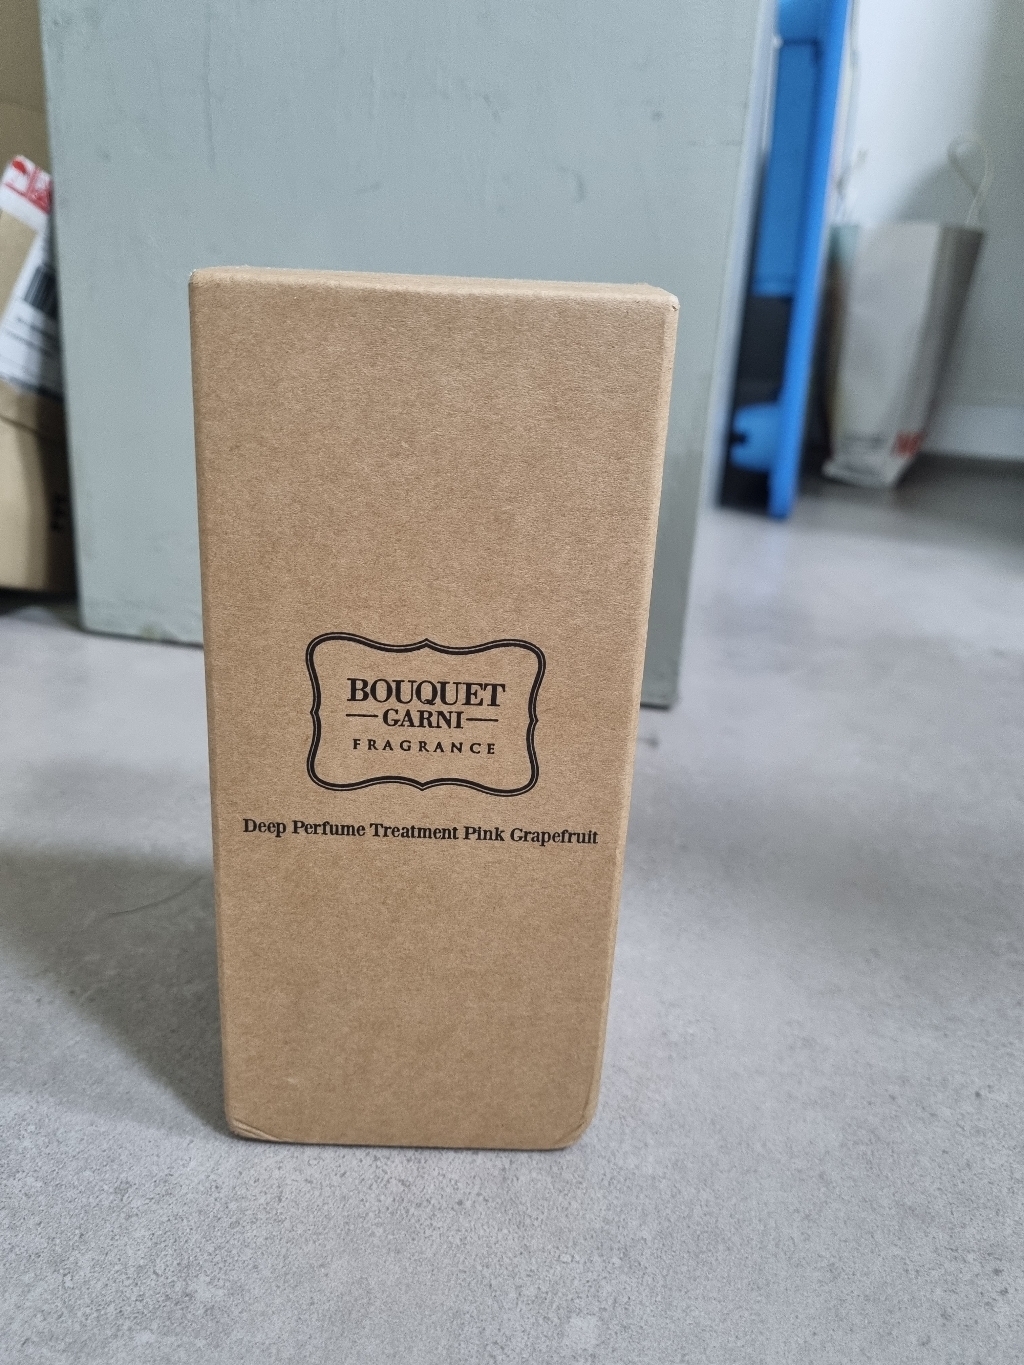 BOUQUET
GARNI
FRAGRANCE
Deep Perfume Treatment Pink Grapefruit